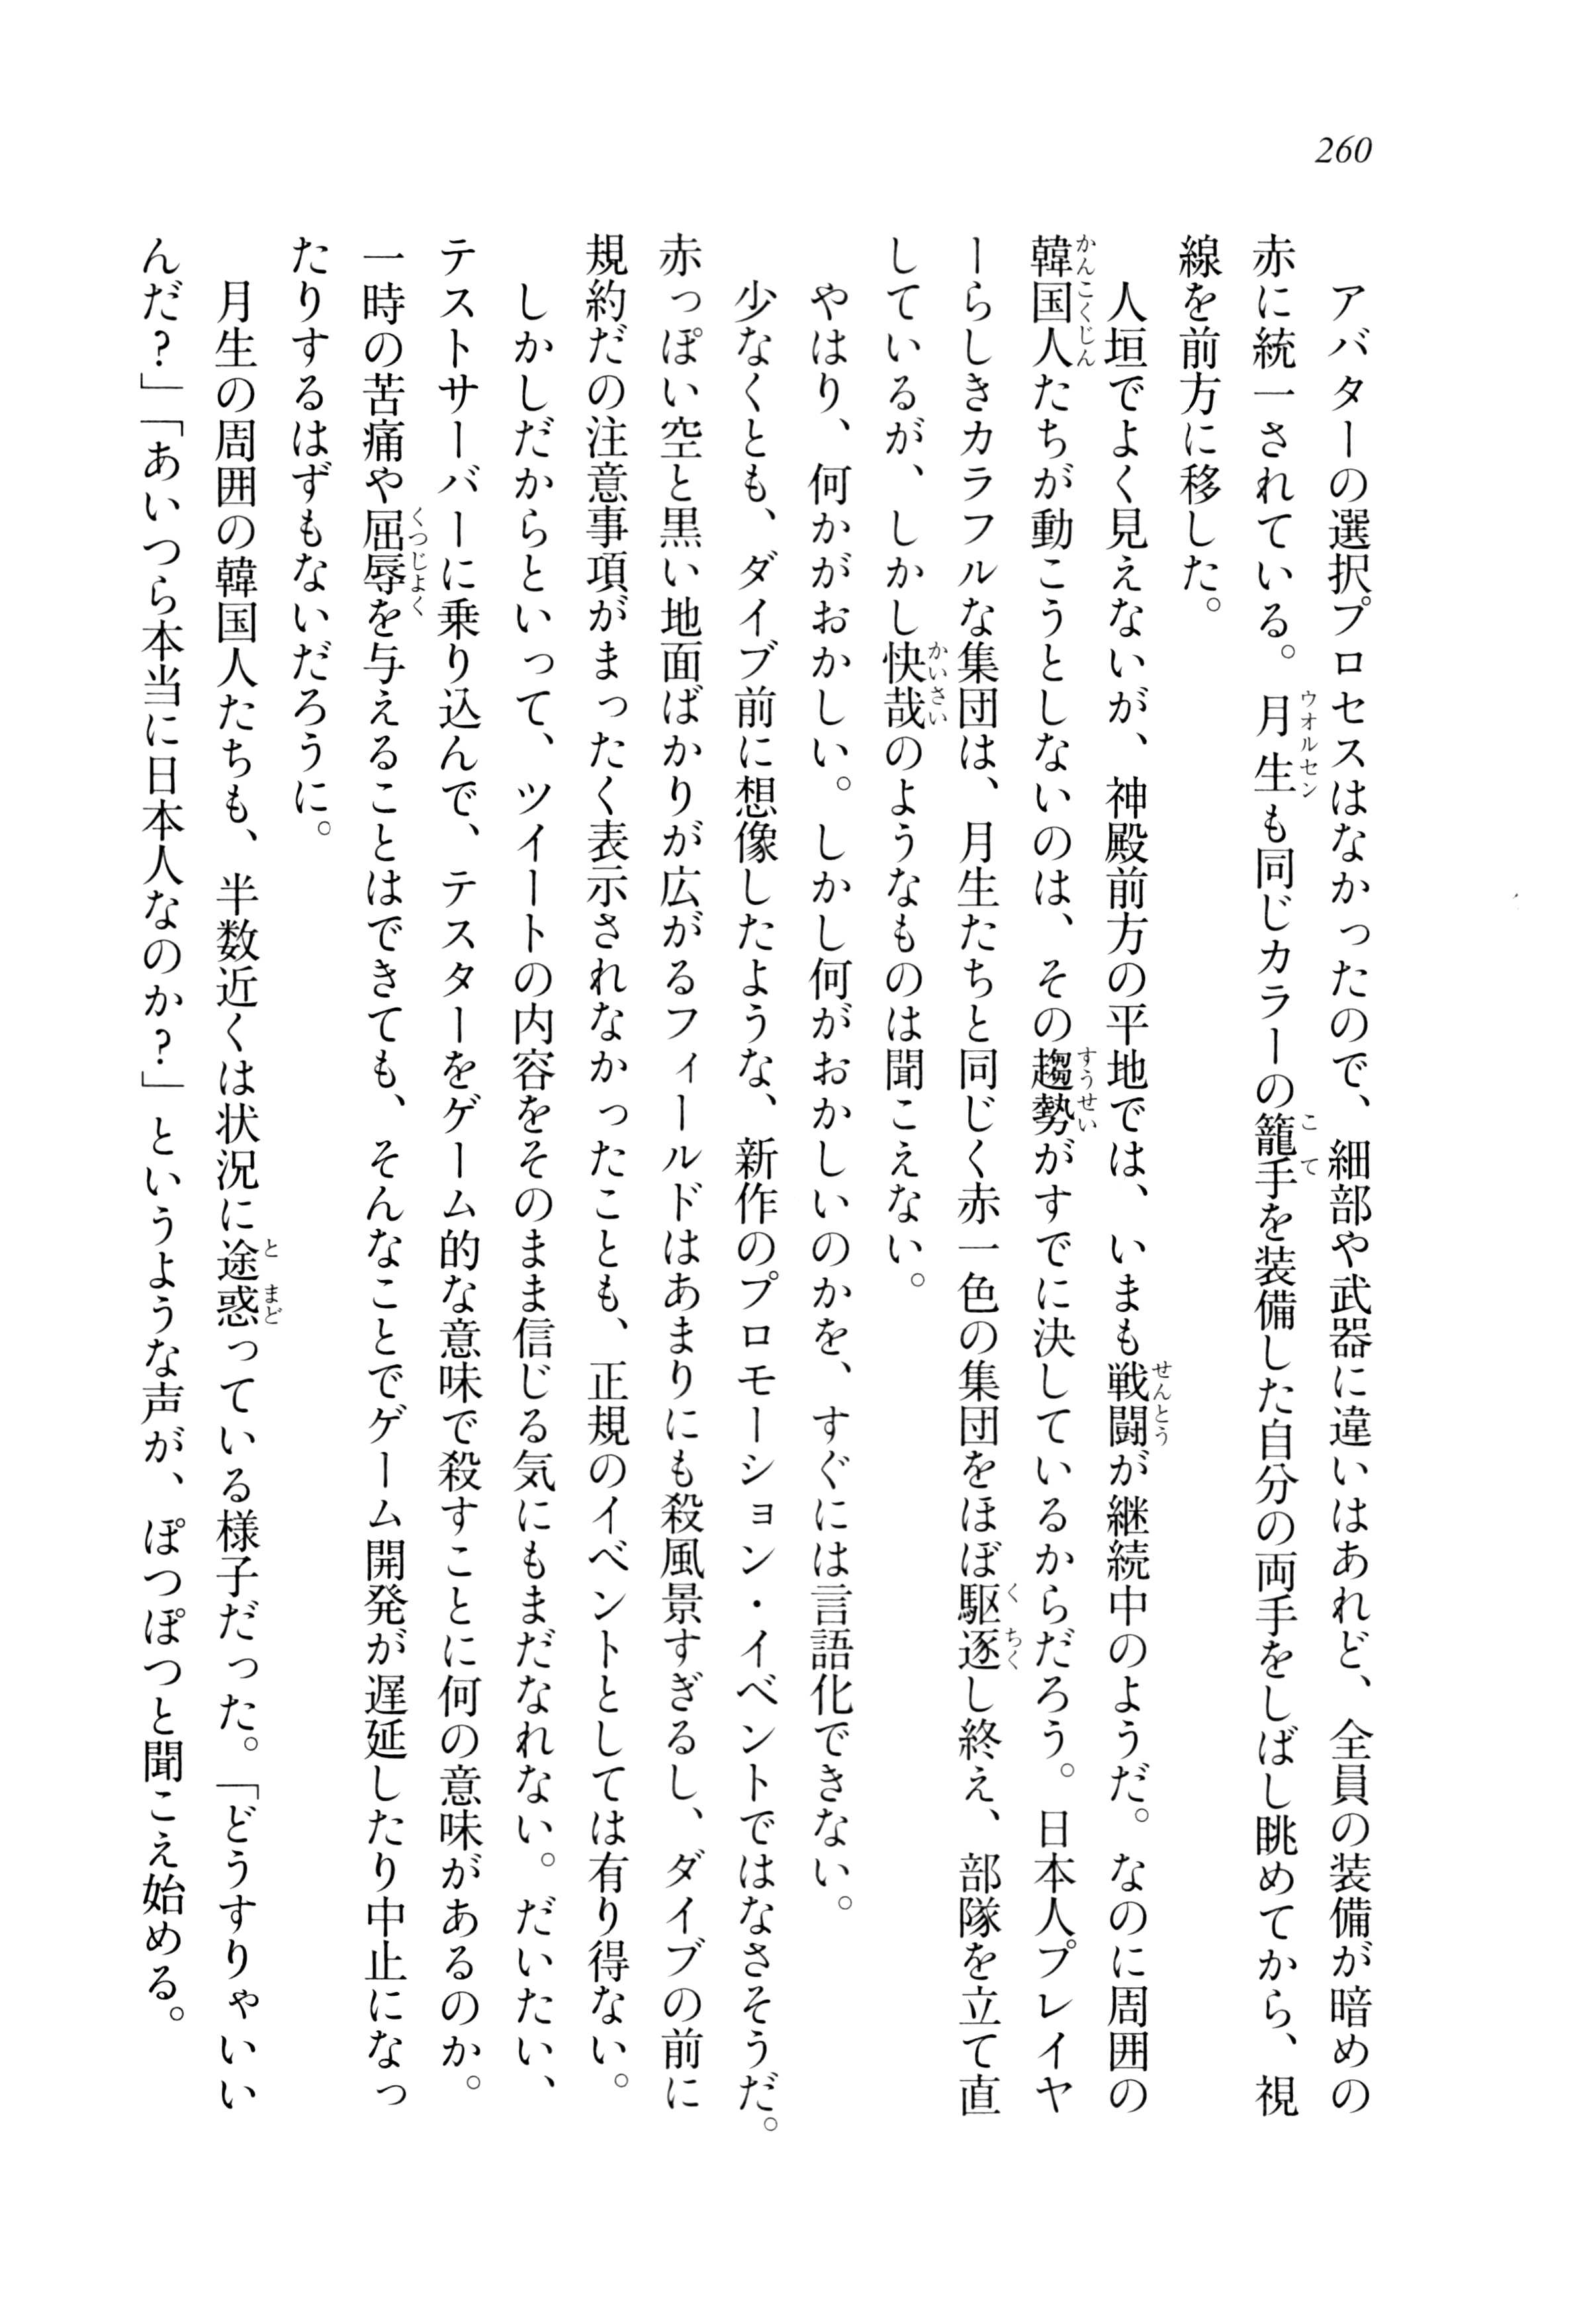 260
　アバターの選択プロセスはなかったので、細部や武器に違いはあれど、全員の装備が暗めの
赤に統一されている。月生も同じカラーの籠手を装備した自分の両手をしばし眺めてから、視
線を前方に移した。
　人垣でよく見えないが、神殿前方の平地では、いまも戦闘が継続中のようだ。なのに周囲の
韓国人たちが動こうとしないのは、その趨勢がすでに決しているからだろう。日本人プレイヤ
ーらしきカラフルな集団は、月生たちと同じく赤一色の集団をほぼ駆逐し終え、部隊を立て直
しているが、しかし快哉のようなものは聞こえない。
　やはり、何かがおかしい。しかし何がおかしいのかを、すぐには言語化できない。
　少なくとも、ダイブ前に想像したような、新作のプロモーション・イベントではなさそうだ。
赤っぽい空と黒い地面ばかりが広がるフィールドはあまりにも殺風景すぎるし、ダイブの前に
規約だの注意事項がまったく表示されなかったことも、正規のイベントとしては有り得ない。
　しかしだからといって、ツイートの内容をそのまま信じる気にもまだなれない。だいたい、
テストサーバーに乗り込んで、テスターをゲーム的な意味で殺すことに何の意味があるのか。
一時の苦痛や屈辱を与えることはできても、そんなことでゲーム開発が遅延したり中止になっ
たりするはずもないだろうに。
　月生の周囲の韓国人たちも、半数近くは状況に途惑っている様子だった。「どうすりゃいい
んだ？」「あいつら本当に日本人なのか？」というような声が、ぽつぽつと聞こえ始める。